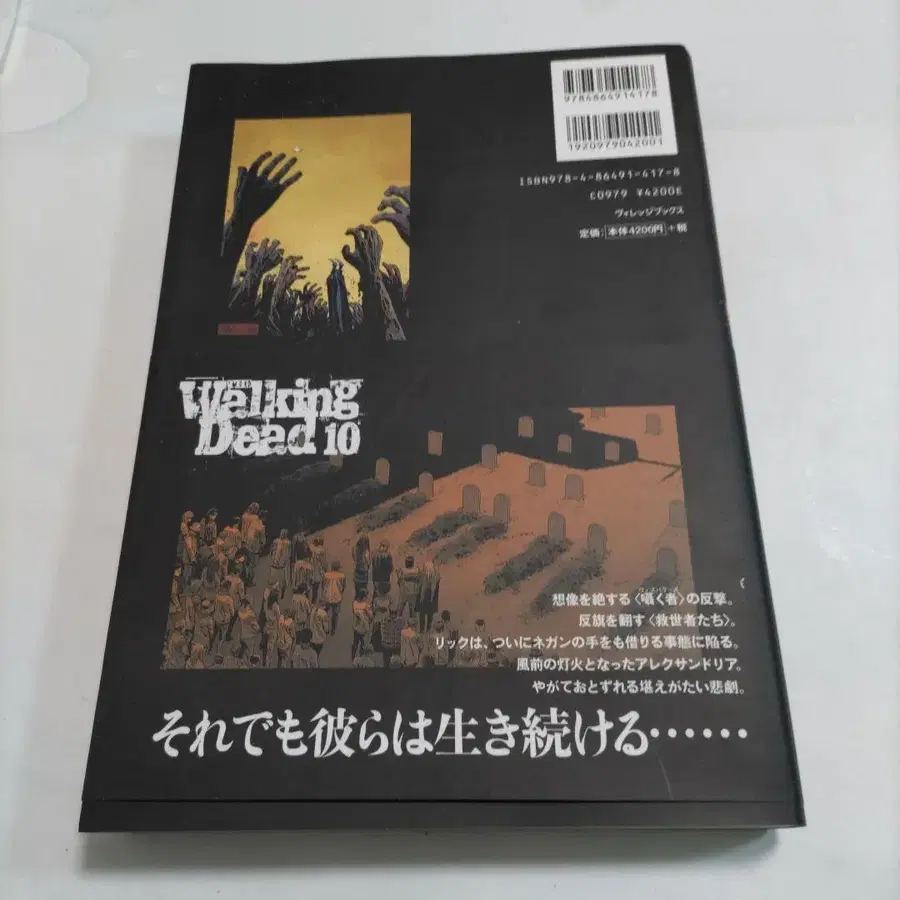 9784864914178
1920979042001
ISBN978-4-86491-417-8
C0979 ¥4200E
ヴィレッジブックス
定価:本体4200円+税
THE
Walking
Dead 10
想像を絶する〈囁く者〉の反撃。
反旗を翻す〈救世者たち〉。
リックは、ついにネガンの手をも借りる事態に陥る。
風前の灯火となったアレクサンドリア。
やがておとずれる堪えがたい悲劇。
それでも彼らは生き続ける……